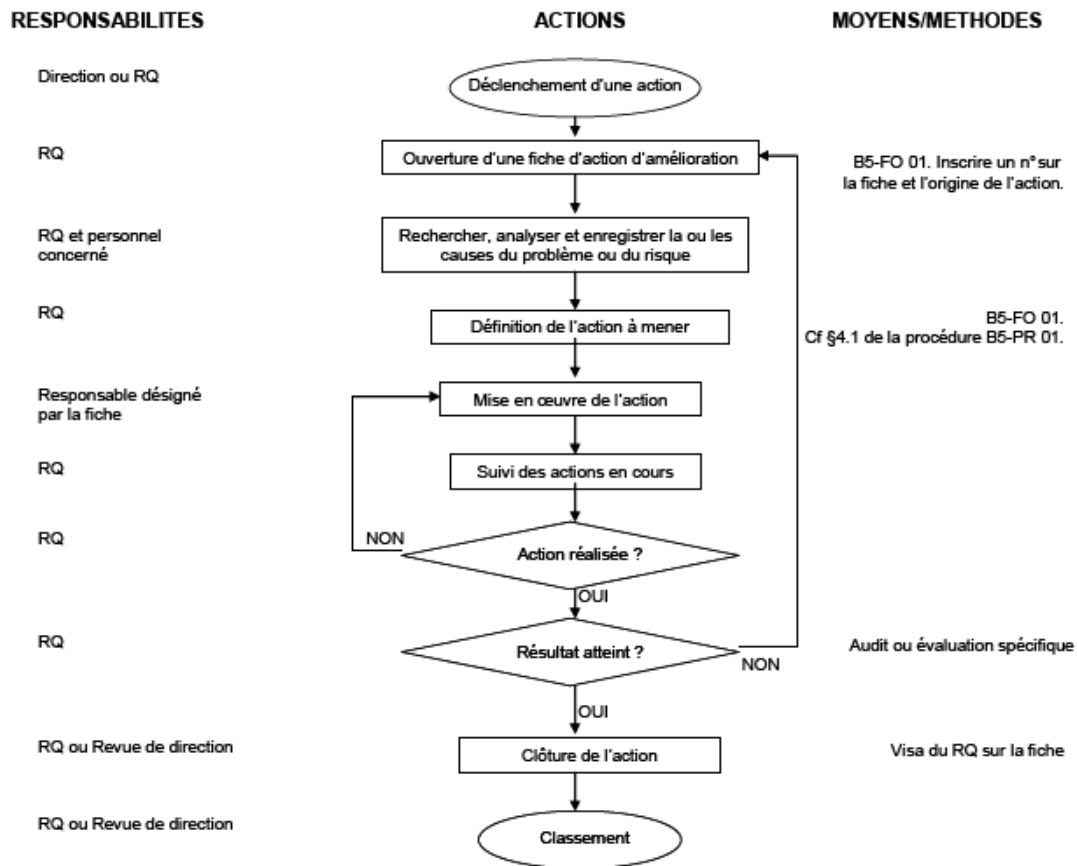 RESPONSABILITES
ACTIONS
MOYENS/METHODES
Direction ou RQ
Déclenchement d'une action
RQ
Ouverture d'une fiche d'action d'amélioration
B5-FO 01. Inscrire un n° sur
la fiche et l'origine de l'action.
RQ et personnel
concerné
Rechercher, analyser et enregistrer la ou les
causes du problème ou du risque
RQ
Définition de l'action à mener
B5-FO 01.
Cf §4.1 de la procédure B5-PR 01.
Responsable désigné
par la fiche
Mise en œuvre de l'action
RQ
Suivi des actions en cours
RQ
NON
Action réalisée ?
OUI
RQ
Résultat atteint ?
NON
Audit ou évaluation spécifique
OUI
RQ ou Revue de direction
Clôture de l'action
Visa du RQ sur la fiche
RQ ou Revue de direction
Classement